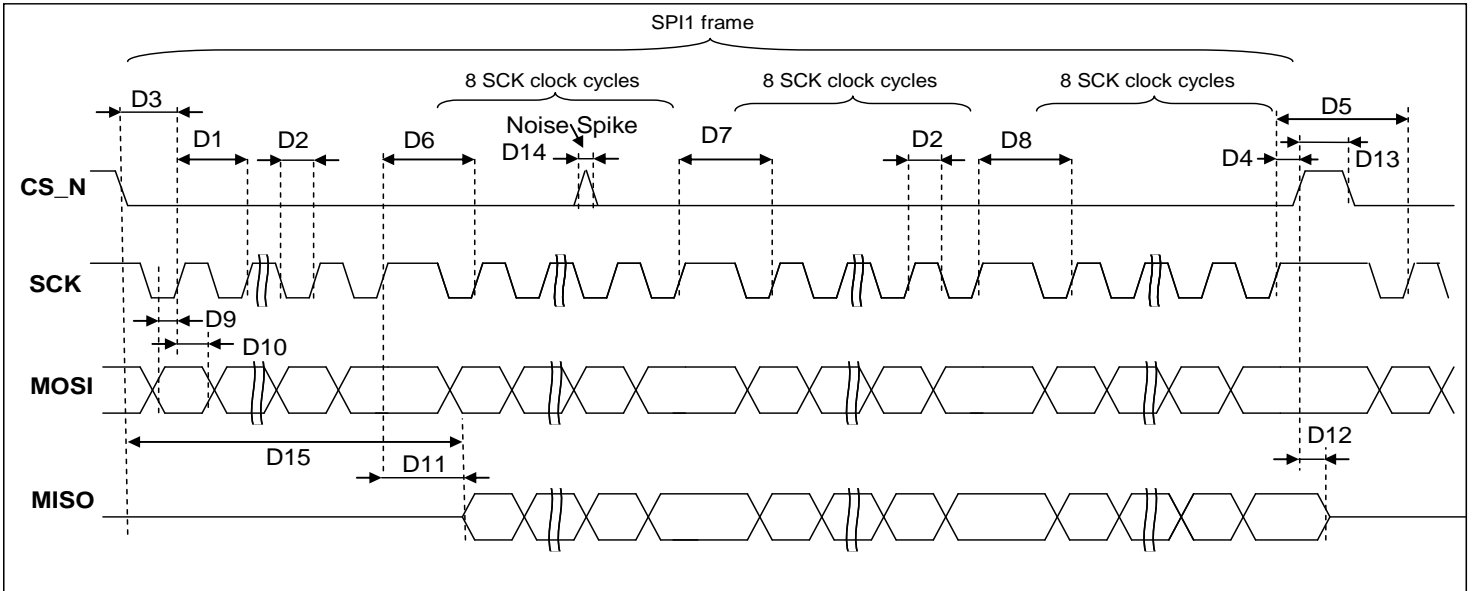 SPI1 frame
8 SCK clock cycles 8 SCK clock cycles 8 SCK clock cycles
D3 D5
D1 D2 D6 Noise Spike D7 D2 D8
D14 D4 D13
CS_N
SCK
D9
D10
MOSI
D15 D11 D12
MISO